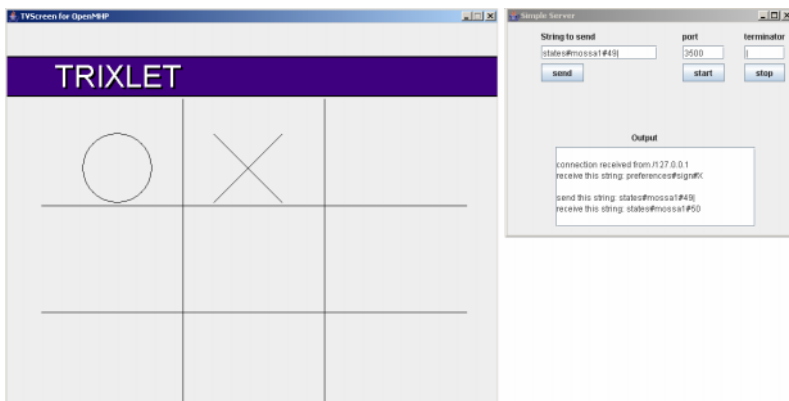 TVScreen for OpenMHP
TRIXLET
Simple Server
String to send port terminator
states#mossa1#49| 3500 |
send start stop
Output
connection received from /127.0.0.1
receive this string: preferences#sign#X
send this string: states#mossa1#49|
receive this string: states#mossa1#50